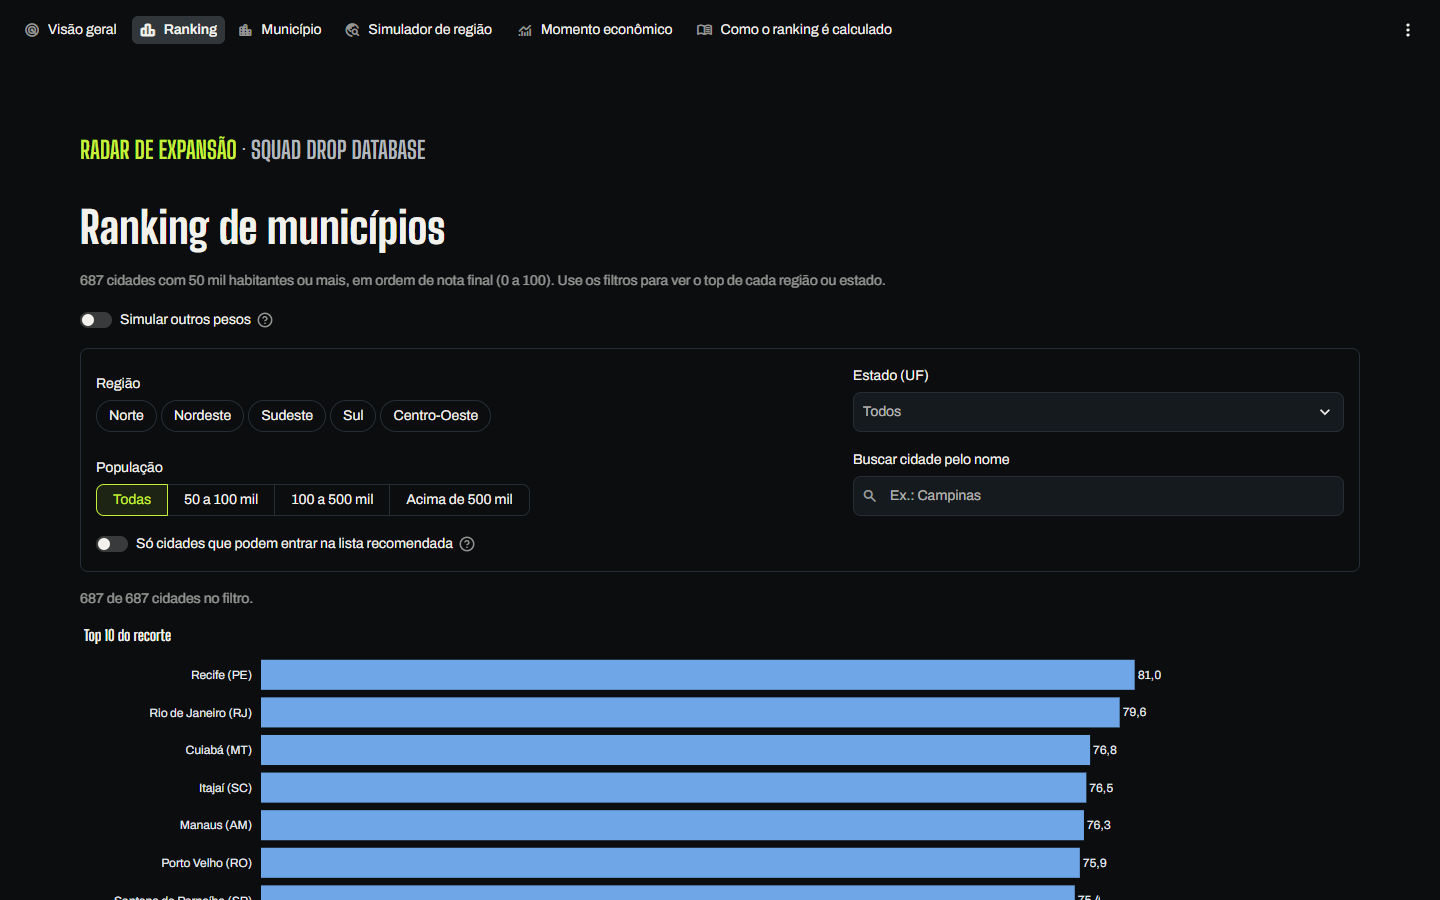 Visão geral
Ranking
Município
Simulador de região
Momento econômico
Como o ranking é calculado
RADAR DE EXPANSÃO · SQUAD DROP DATABASE
Ranking de municípios
687 cidades com 50 mil habitantes ou mais, em ordem de nota final (0 a 100). Use os filtros para ver o top de cada região ou estado.
Simular outros pesos
Região
Norte
Nordeste
Sudeste
Sul
Centro-Oeste
Estado (UF)
Todos
População
Todas
50 a 100 mil
100 a 500 mil
Acima de 500 mil
Buscar cidade pelo nome
Ex.: Campinas
Só cidades que podem entrar na lista recomendada
687 de 687 cidades no filtro.
Top 10 do recorte
Recife (PE) 81,0
Rio de Janeiro (RJ) 79,6
Cuiabá (MT) 76,8
Itajaí (SC) 76,5
Manaus (AM) 76,3
Porto Velho (RO) 75,9
Santana de Parnaíba (SP) 75,4